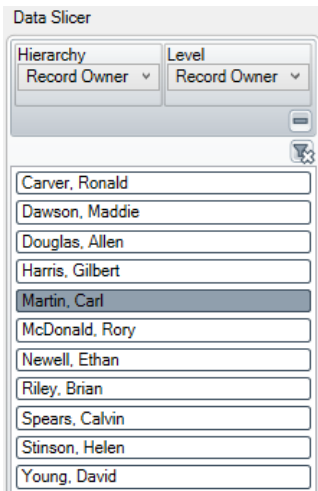 Data Slicer
Hierarchy Level
Record Owner Record Owner
Carver, Ronald
Dawson, Maddie
Douglas, Allen
Harris, Gilbert
Martin, Carl
McDonald, Rory
Newell, Ethan
Riley, Brian
Spears, Calvin
Stinson, Helen
Young, David